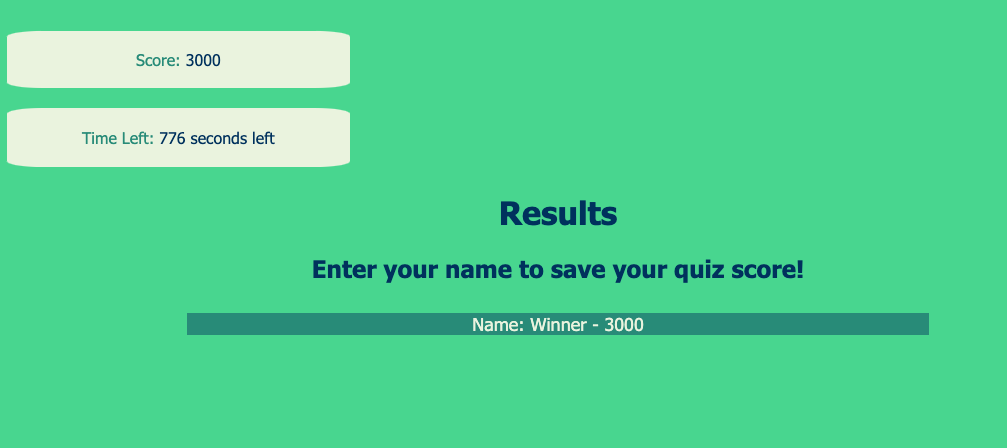 Score: 3000
Time Left: 776 seconds left
Results
Enter your name to save your quiz score!
Name: Winner - 3000